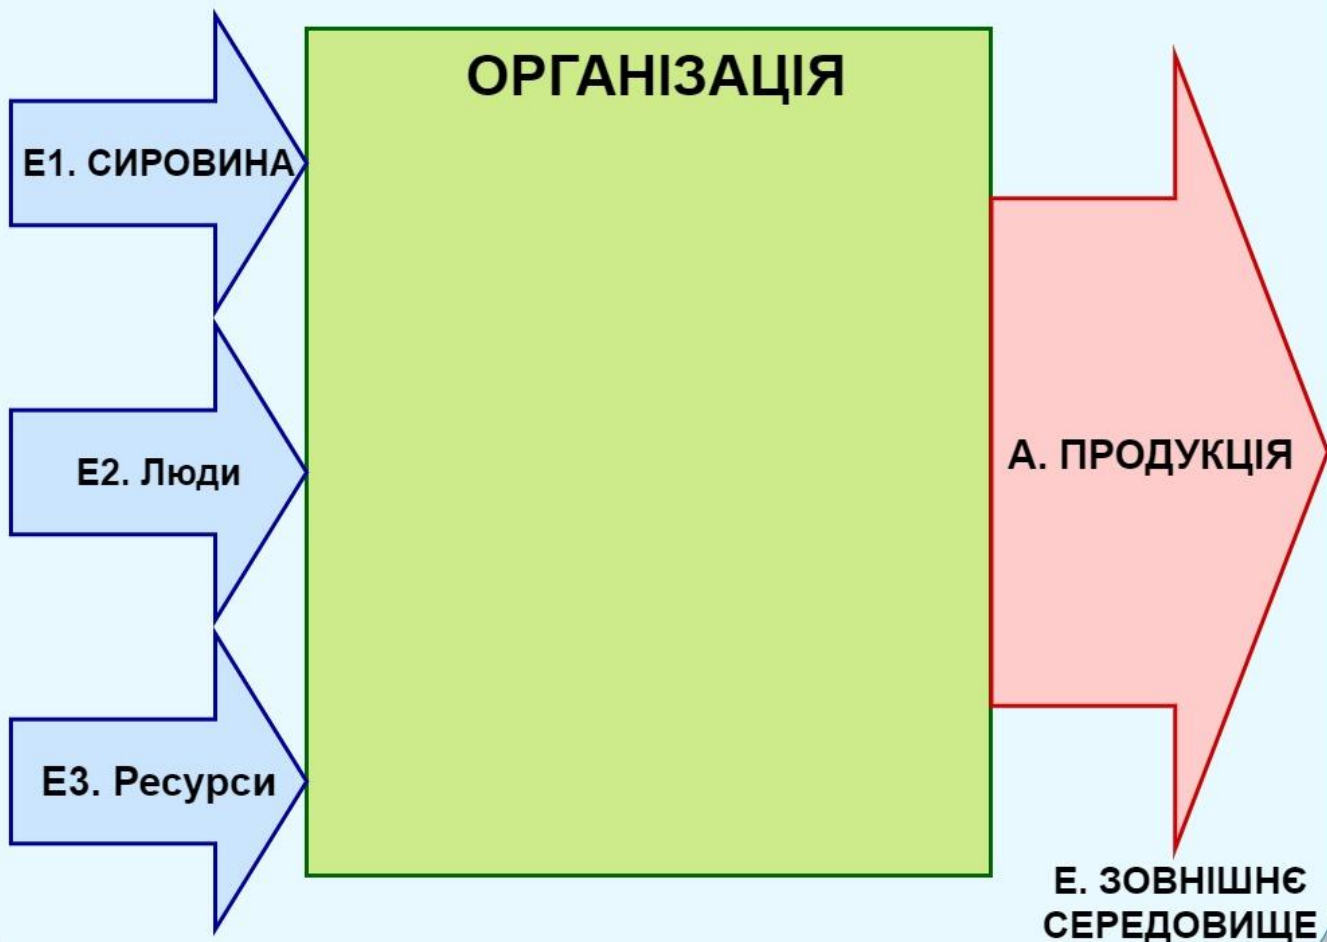 ОРГАНІЗАЦІЯ
Е1. СИРОВИНА
Е2. Люди
Е3. Ресурси
А. ПРОДУКЦІЯ
Е. ЗОВНІШНЄ
СЕРЕДОВИЩЕ